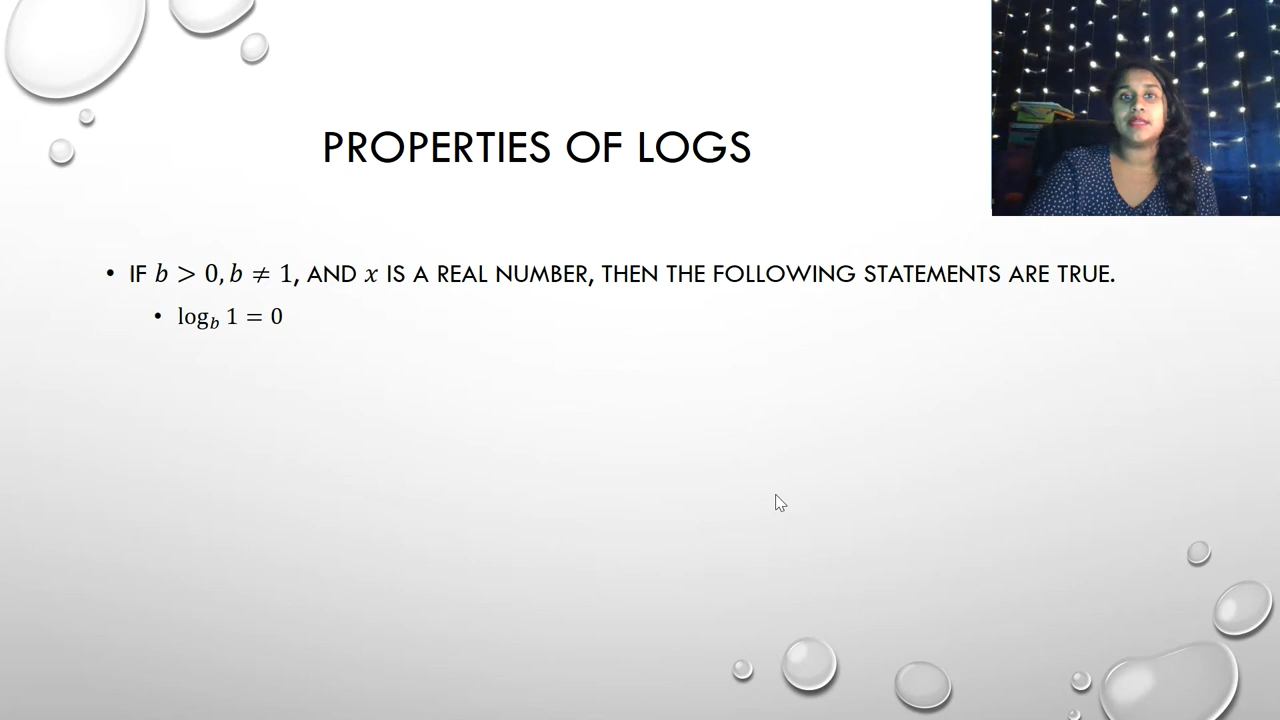 PROPERTIES OF LOGS
• IF b > 0, b ≠ 1, AND x IS A REAL NUMBER, THEN THE FOLLOWING STATEMENTS ARE TRUE.
• log_b 1 = 0